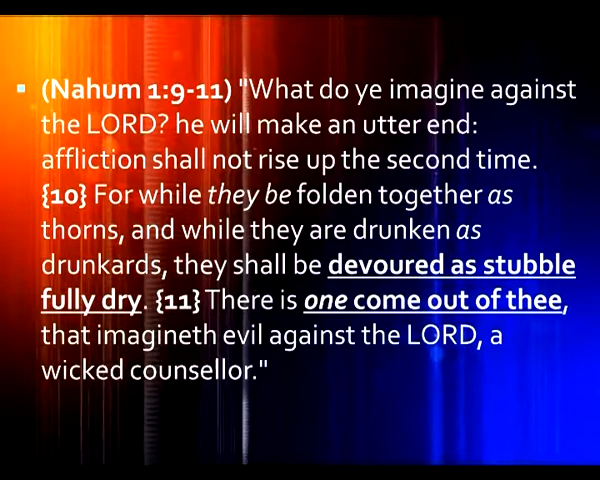 (Nahum 1:9-11) "What do ye imagine against
the LORD? he will make an utter end:
affliction shall not rise up the second time.
{10} For while they be folden together as
thorns, and while they are drunken as
drunkards, they shall be devoured as stubble
fully dry. {11} There is one come out of thee,
that imagineth evil against the LORD, a
wicked counsellor."